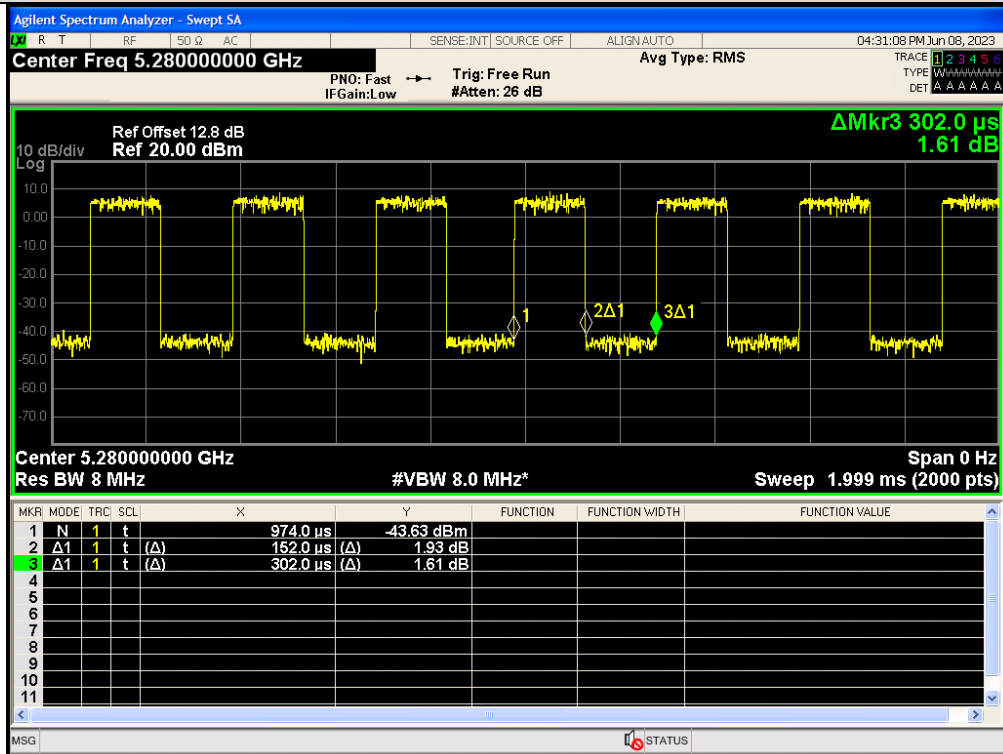 Agilent Spectrum Analyzer - Swept SA
LXI R T RF 50 Ω AC SENSE:INT SOURCE OFF ALIGN AUTO 04:31:08 PM Jun 08, 2023
Center Freq 5.280000000 GHz
Avg Type: RMS
TRACE 1 2 3 4 5 6
PNO: Fast Trig: Free Run
TYPE WWWWWW
IFGain:Low #Atten: 26 dB
DET A A A A A A
ΔMkr3 302.0 µs
1.61 dB
Ref Offset 12.8 dB
10 dB/div Ref 20.00 dBm
Log
10.0
0.00
-10.0
-20.0
-30.0
1 2Δ1 3Δ1
-40.0
-50.0
-60.0
-70.0
Center 5.280000000 GHz Span 0 Hz
Res BW 8 MHz #VBW 8.0 MHz* Sweep 1.999 ms (2000 pts)
MKR MODE TRC SCL X Y FUNCTION FUNCTION WIDTH FUNCTION VALUE
1 N 1 t 974.0 µs -43.63 dBm
2 Δ1 1 t (Δ) 152.0 µs (Δ) 1.93 dB
3 Δ1 1 t (Δ) 302.0 µs (Δ) 1.61 dB
4
5
6
7
8
9
10
11
MSG STATUS